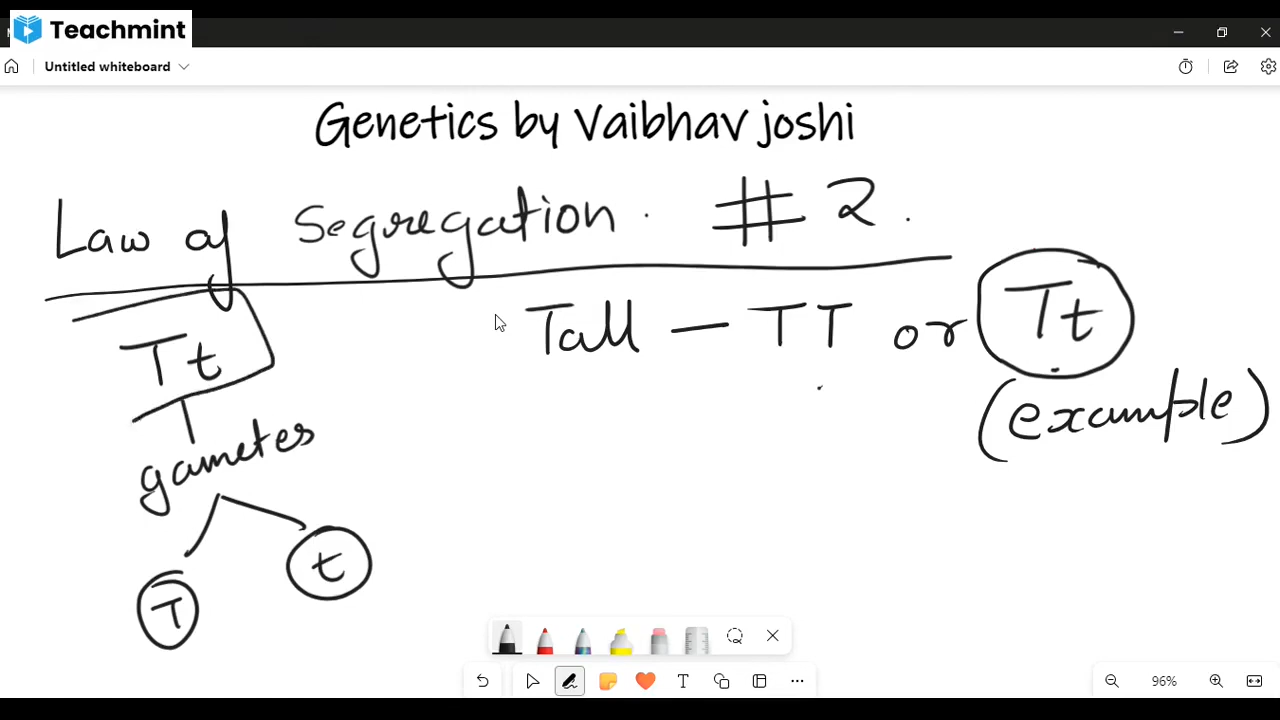 Teachmint
Untitled whiteboard
Genetics by Vaibhav joshi
Law of Segregation. # 2.
Tall — TT or Tt
(example)
Tt
gametes
T t
96%